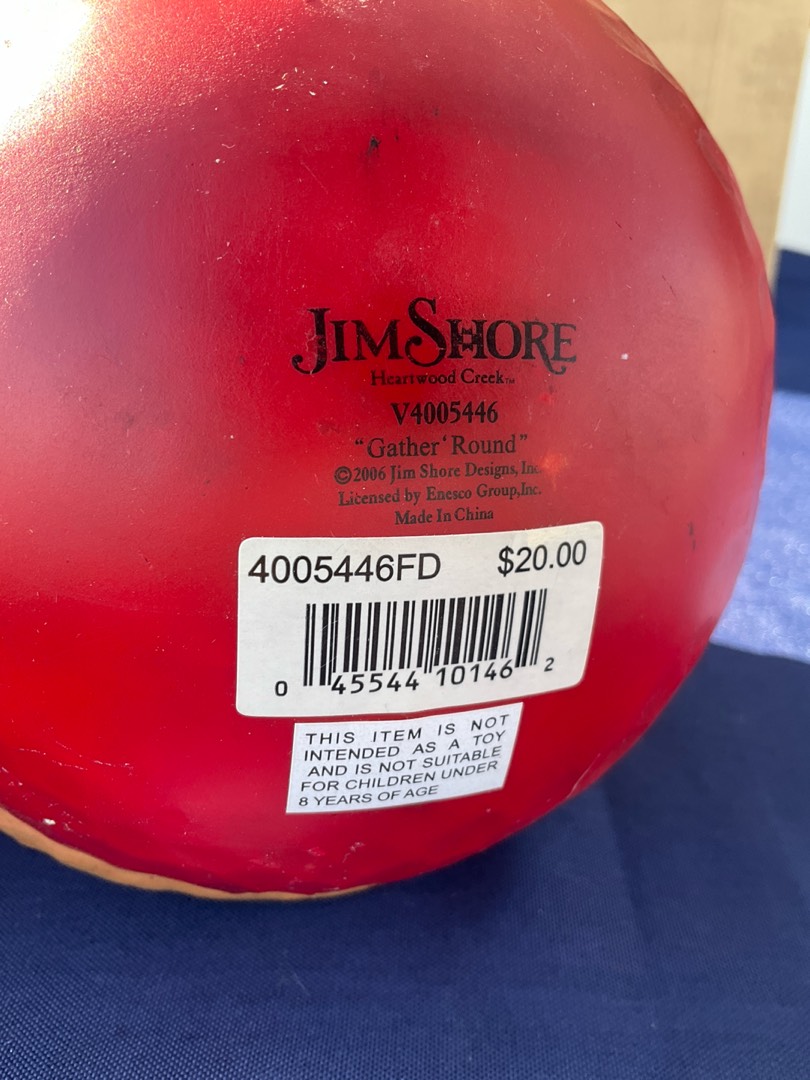 JIM SHORE
Heartwood Creek™
V4005446
"Gather 'Round"
©2006 Jim Shore Designs, Inc.
Licensed by Enesco Group,Inc.
Made In China
4005446FD $20.00
0 45544 10146 2
THIS ITEM IS NOT
INTENDED AS A TOY
AND IS NOT SUITABLE
FOR CHILDREN UNDER
8 YEARS OF AGE